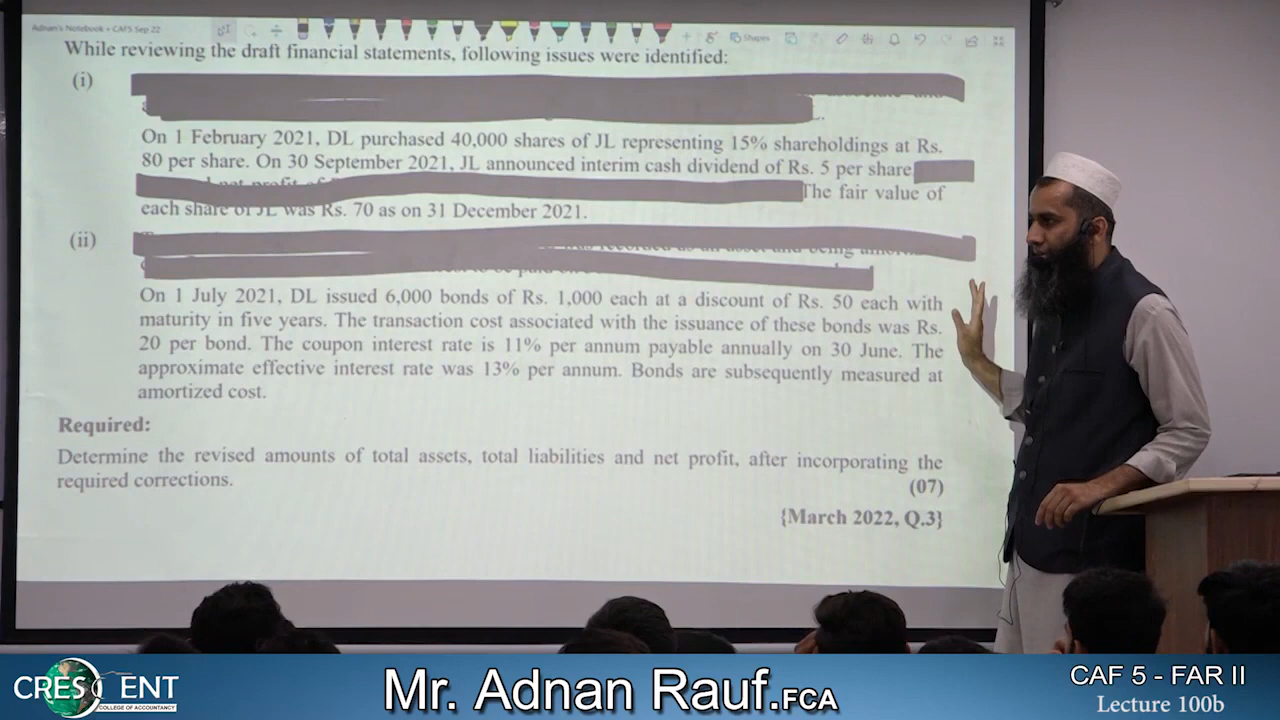 Adnan's Notebook » CAF5 Sep 22
Shapes
While reviewing the draft financial statements, following issues were identified:
(i)
On 1 February 2021, DL purchased 40,000 shares of JL representing 15% shareholdings at Rs.
80 per share. On 30 September 2021, JL announced interim cash dividend of Rs. 5 per share
The fair value of
each share of JL was Rs. 70 as on 31 December 2021.
(ii)
On 1 July 2021, DL issued 6,000 bonds of Rs. 1,000 each at a discount of Rs. 50 each with
maturity in five years. The transaction cost associated with the issuance of these bonds was Rs.
20 per bond. The coupon interest rate is 11% per annum payable annually on 30 June. The
approximate effective interest rate was 13% per annum. Bonds are subsequently measured at
amortized cost.
Required:
Determine the revised amounts of total assets, total liabilities and net profit, after incorporating the
required corrections.
(07)
{March 2022, Q.3}
CRESCENT
COLLEGE OF ACCOUNTANCY
Mr. Adnan Rauf.FCA
CAF 5 - FAR II
Lecture 100b